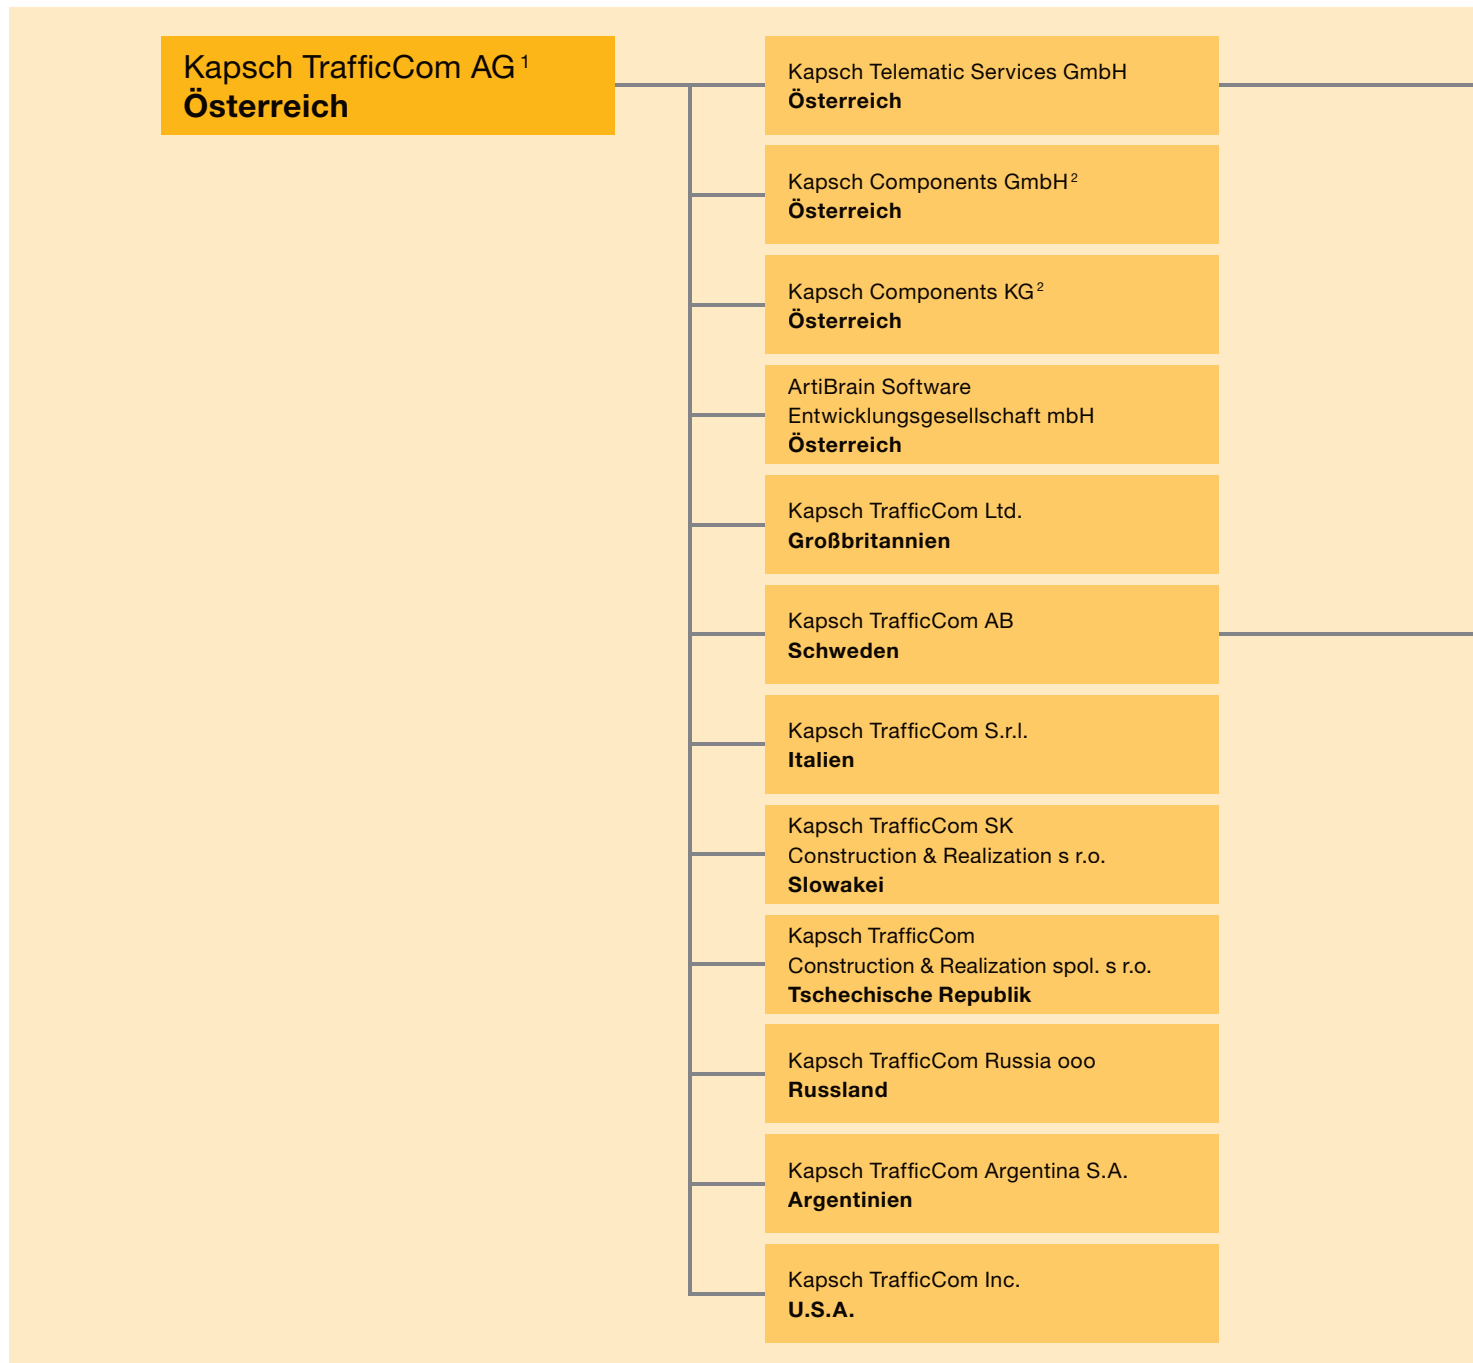 Kapsch TrafficCom AG ¹
Österreich
Kapsch Telematic Services GmbH
Österreich
Kapsch Components GmbH ²
Österreich
Kapsch Components KG ²
Österreich
ArtiBrain Software
Entwicklungsgesellschaft mbH
Österreich
Kapsch TrafficCom Ltd.
Großbritannien
Kapsch TrafficCom AB
Schweden
Kapsch TrafficCom S.r.l.
Italien
Kapsch TrafficCom SK
Construction & Realization s r.o.
Slowakei
Kapsch TrafficCom
Construction & Realization spol. s r.o.
Tschechische Republik
Kapsch TrafficCom Russia ooo
Russland
Kapsch TrafficCom Argentina S.A.
Argentinien
Kapsch TrafficCom Inc.
U.S.A.